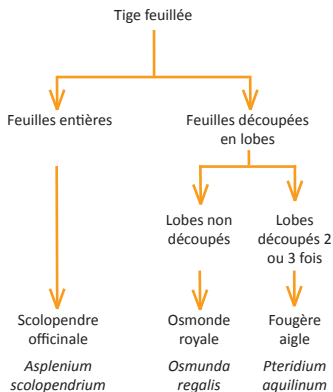 Tige feuillée
Feuilles entières
Feuilles découpées
en lobes
Lobes non
découpés
Lobes
découpés 2
ou 3 fois
Scolopendre
officinale
Asplenium
scolopendrium
Osmonde
royale
Osmunda
regalis
Fougère
aigle
Pteridium
aquilinum